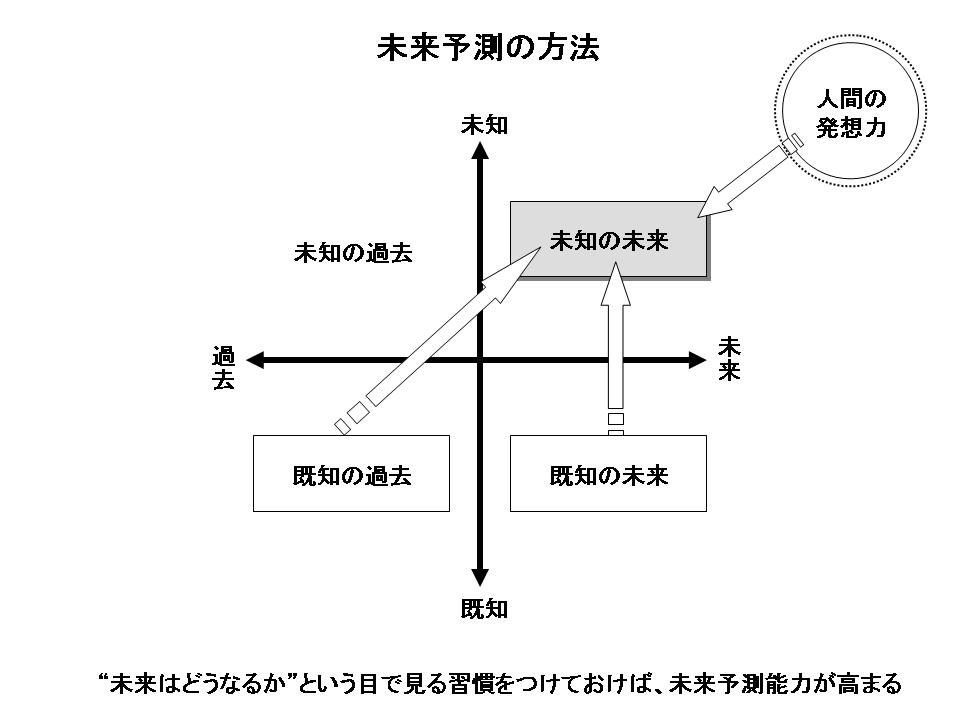 未来予測の方法
人間の
発想力
未知
未知の過去
未知の未来
過去
未来
既知の過去
既知の未来
既知
“未来はどうなるか”という目で見る習慣をつけておけば、未来予測能力が高まる